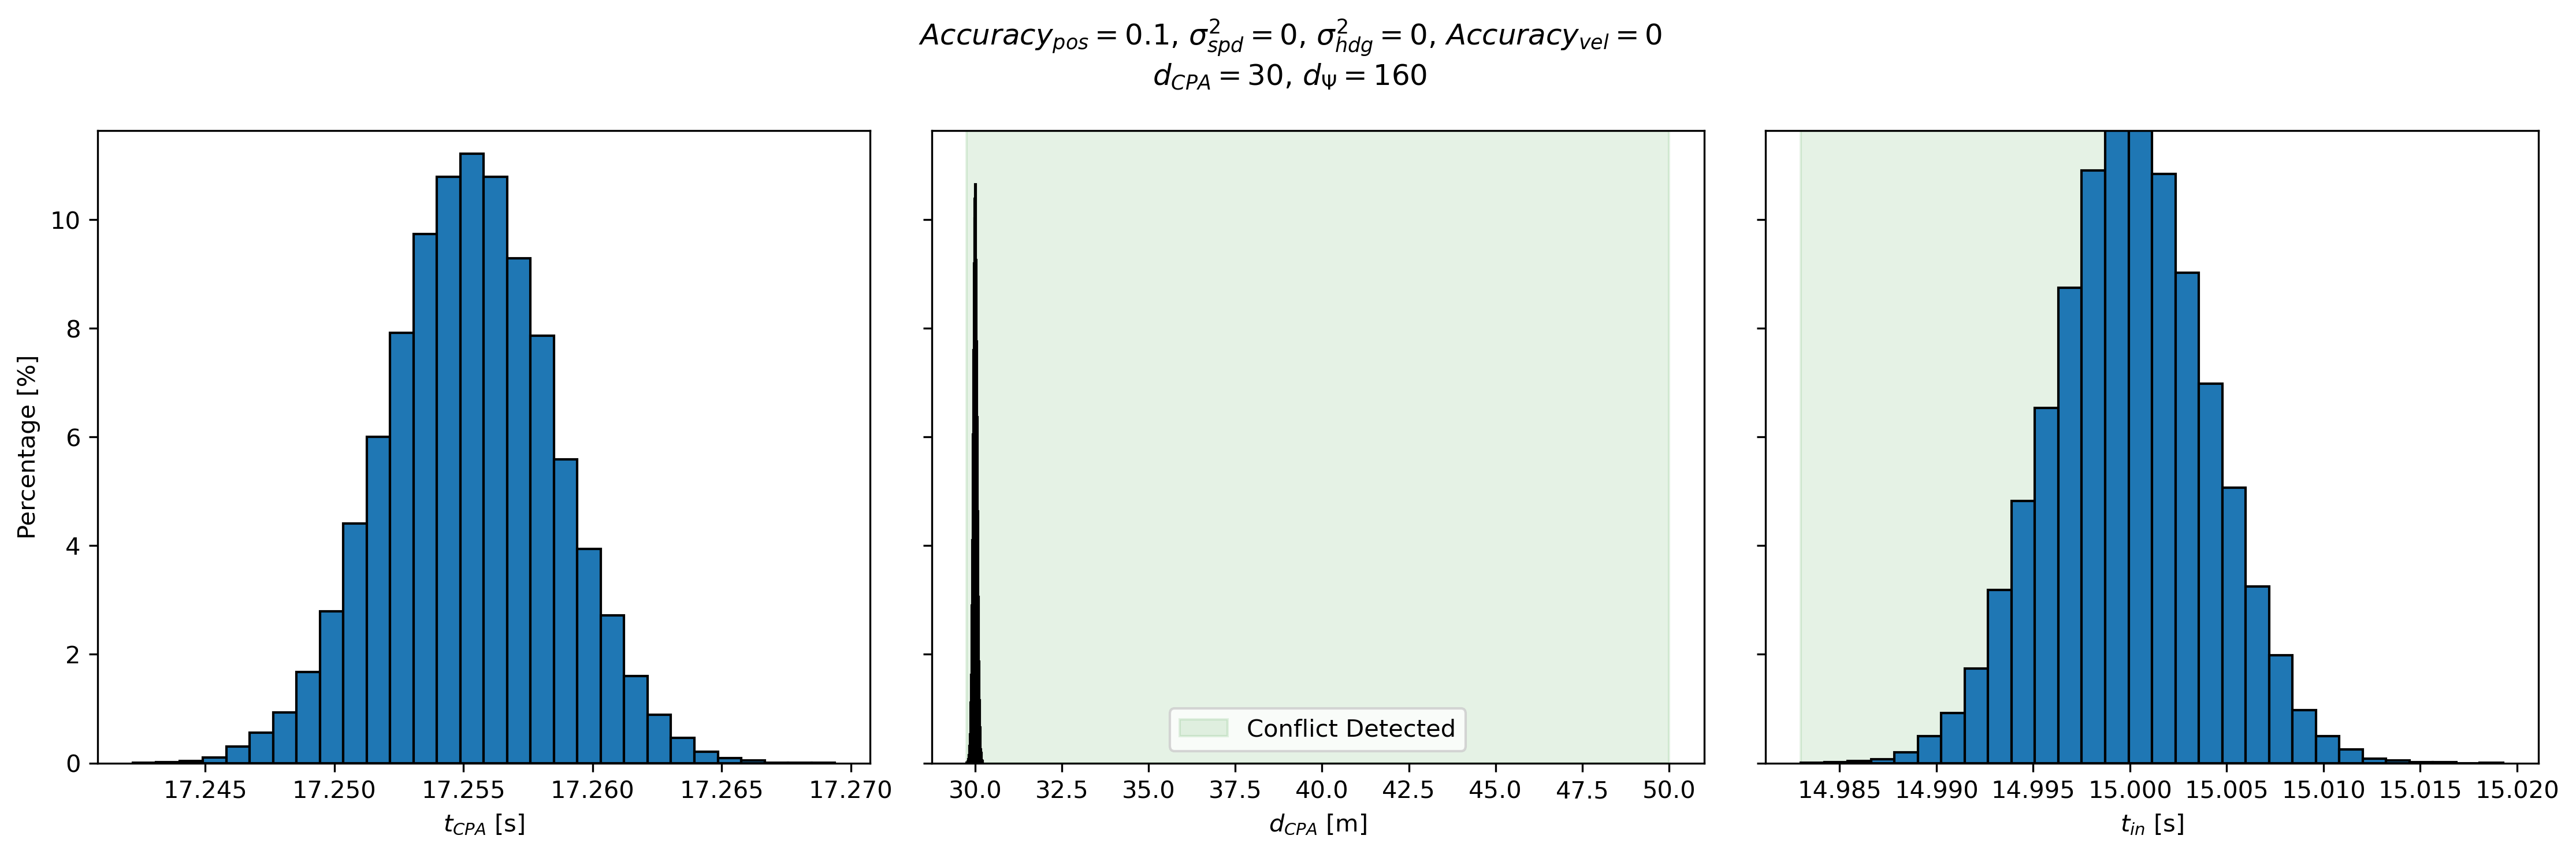 Accuracy_pos = 0.1, σ²_spd = 0, σ²_hdg = 0, Accuracy_vel = 0
d_CPA = 30, d_Ψ = 160
Percentage [%]
10
8
6
4
2
0
17.245 17.250 17.255 17.260 17.265 17.270
t_CPA [s]
Conflict Detected
30.0 32.5 35.0 37.5 40.0 42.5 45.0 47.5 50.0
d_CPA [m]
14.985 14.990 14.995 15.000 15.005 15.010 15.015 15.020
t_in [s]